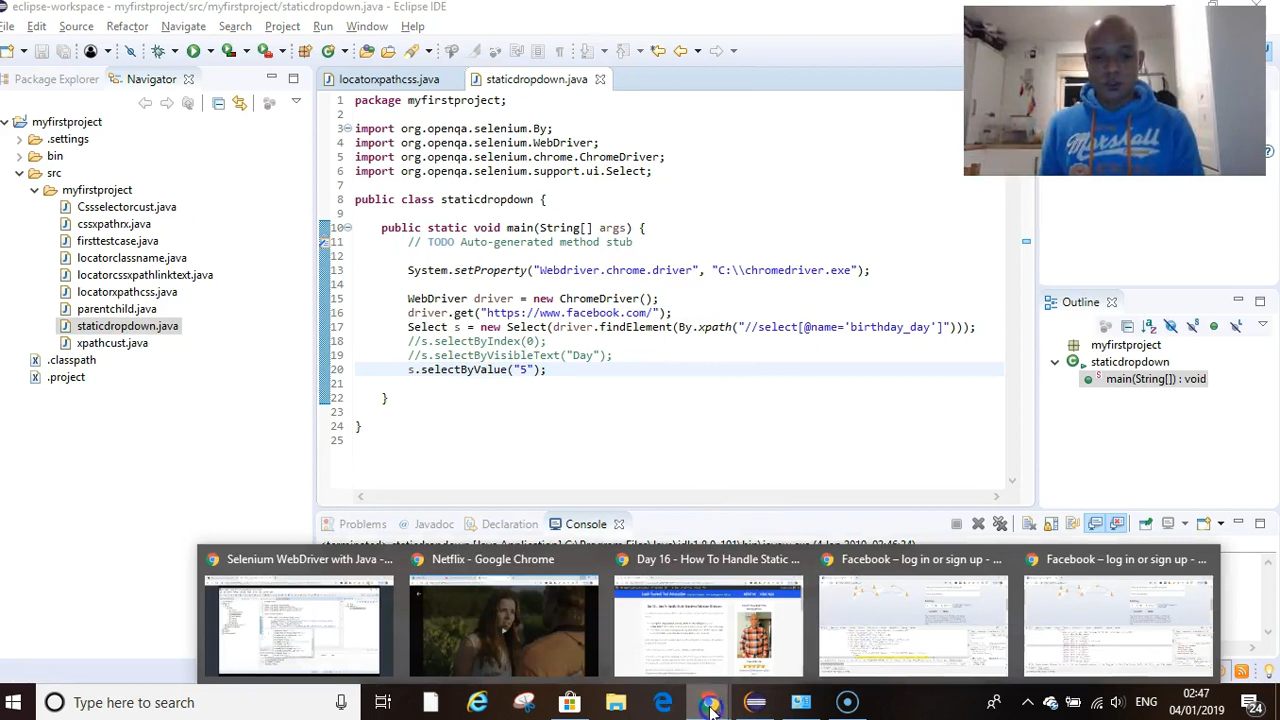 eclipse-workspace - myfirstproject/src/myfirstproject/staticdropdown.java - Eclipse IDE
File Edit Source Refactor Navigate Search Project Run Window Help
Package Explorer
Navigator
locatorxpathcss.java
staticdropdown.java
myfirstproject
.settings
bin
src
myfirstproject
Cssselectorcust.java
cssxpathrx.java
firsttestcase.java
locatorclassname.java
locatorcssxpathlinktext.java
locatorxpathcss.java
parentchild.java
staticdropdown.java
xpathcust.java
.classpath
.project
1 package myfirstproject;
2
3 import org.openqa.selenium.By;
4 import org.openqa.selenium.WebDriver;
5 import org.openqa.selenium.chrome.ChromeDriver;
6 import org.openqa.selenium.support.ui.Select;
7
8 public class staticdropdown {
9
10 public static void main(String[] args) {
11 // TODO Auto-generated method stub
12
13 System.setProperty("Webdriver.chrome.driver", "C:\\chromedriver.exe");
14
15 WebDriver driver = new ChromeDriver();
16 driver.get("https://www.facebook.com/");
17 Select s = new Select(driver.findElement(By.xpath("//select[@name='birthday_day']")));
18 //s.selectByIndex(0);
19 //s.selectByVisibleText("Day");
20 s.selectByValue("5");
21
22 }
23
24 }
25
Marshall
Outline
myfirstproject
staticdropdown
main(String[]) : void
Problems
Javadoc
Declaration
Console
Selenium WebDriver with Java -...
Netflix - Google Chrome
Day 16 - How To Handle Static ...
Facebook – log in or sign up - ...
Facebook – log in or sign up - ...
Type here to search
ENG
02:47
04/01/2019
24